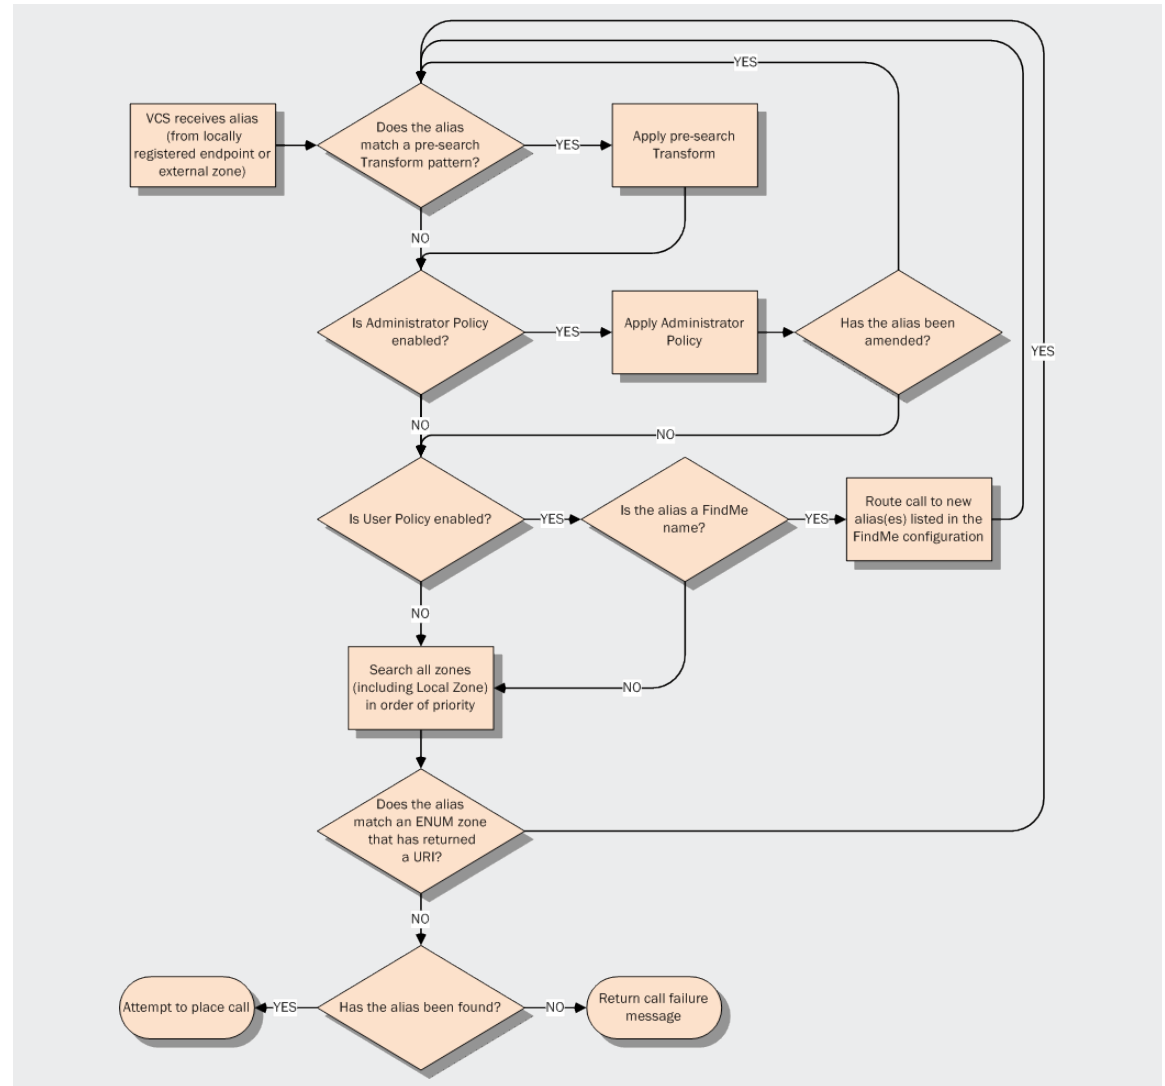 VCS receives alias
(from locally
registered endpoint or
external zone)
Does the alias
match a pre-search
Transform pattern?
YES
Apply pre-search
Transform
YES
NO
Is Administrator Policy
enabled?
YES
Apply Administrator
Policy
Has the alias been
amended?
YES
NO
NO
Is User Policy enabled?
YES
Is the alias a FindMe
name?
YES
Route call to new
alias(es) listed in the
FindMe configuration
NO
Search all zones
(including Local Zone)
in order of priority
NO
Does the alias
match an ENUM zone
that has returned
a URI?
NO
Attempt to place call
YES
Has the alias been found?
NO
Return call failure
message